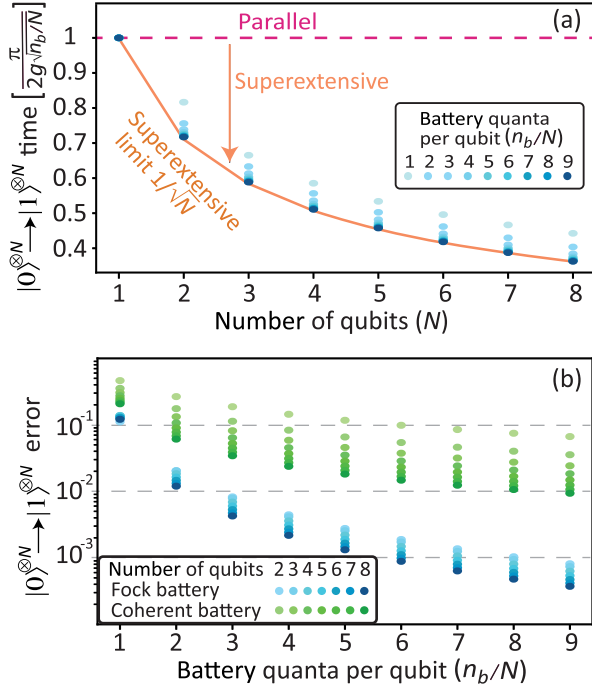 (a)
Parallel
|0⟩^{⊗N}⟶|1⟩^{⊗N} time [π / 2g√(n_b/N)]
1
0.9
0.8
0.7
0.6
0.5
0.4
Superextensive
Superextensive
limit 1/√N
Battery quanta
per qubit (n_b/N)
1 2 3 4 5 6 7 8 9
1 2 3 4 5 6 7 8
Number of qubits (N)
(b)
|0⟩^{⊗N}⟶|1⟩^{⊗N} error
10^{-1}
10^{-2}
10^{-3}
Number of qubits 2 3 4 5 6 7 8
Fock battery
Coherent battery
1 2 3 4 5 6 7 8 9
Battery quanta per qubit (n_b/N)